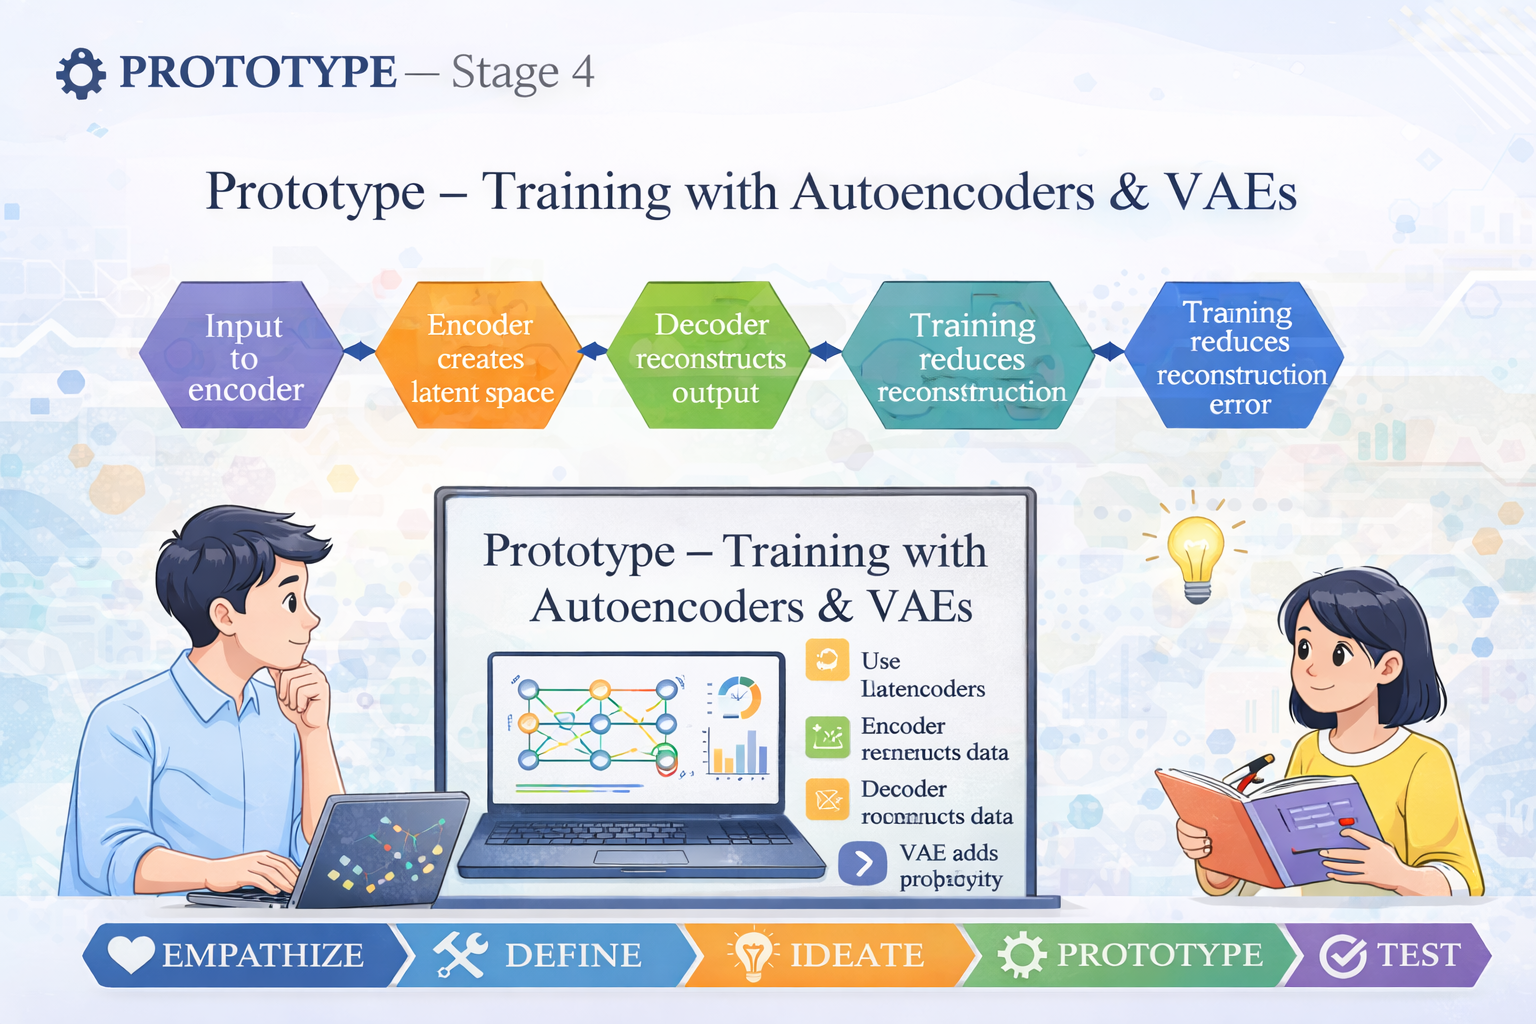 PROTOTYPE — Stage 4
Prototype – Training with Autoencoders & VAEs
Input
to
encoder
Encoder
creates
latent space
Decoder
reconstructs
output
Training
reduces
reconstruction
Training
reduces
reconstruction
error
Prototype – Training with
Autoencoders & VAEs
Use
Encoder
data
Decoder
data
VAE adds
EMPATHIZE
DEFINE
IDEATE
PROTOTYPE
TEST